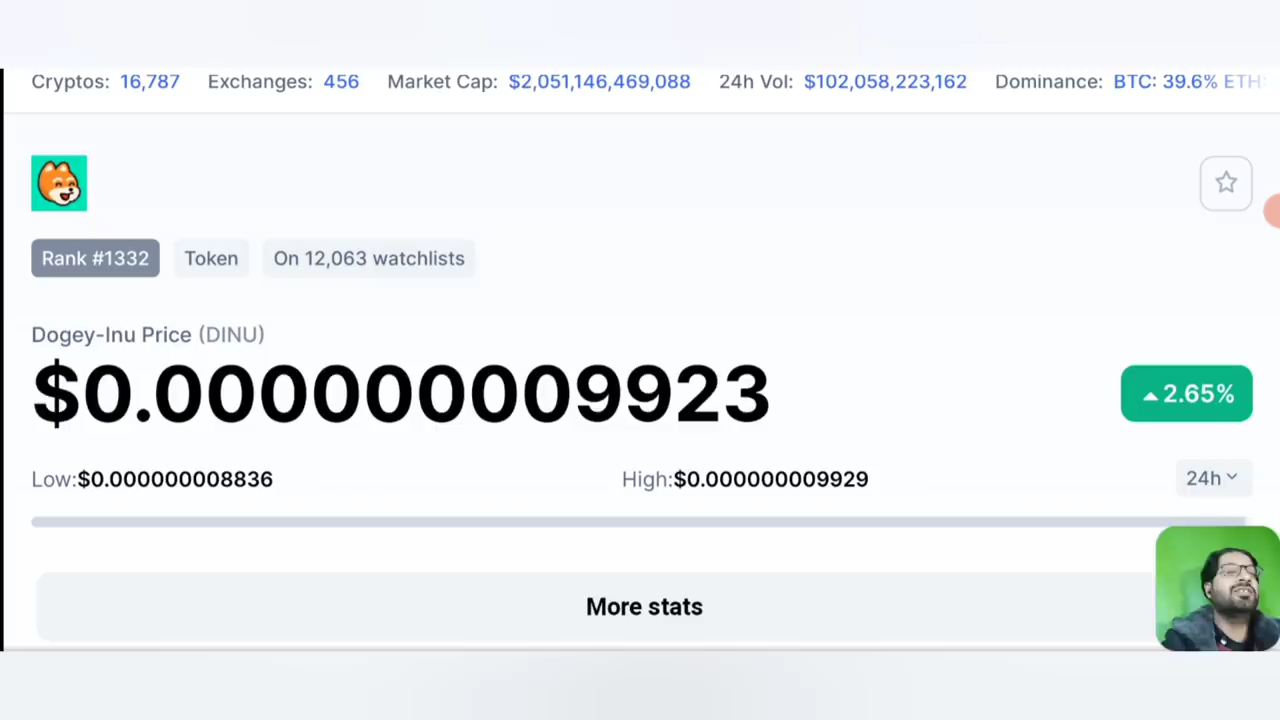 Cryptos: 16,787 Exchanges: 456 Market Cap: $2,051,146,469,088 24h Vol: $102,058,223,162 Dominance: BTC: 39.6% ETH:
Rank #1332 Token On 12,063 watchlists
Dogey-Inu Price (DINU)
$0.000000009923 2.65%
Low:$0.000000008836 High:$0.000000009929 24h
More stats